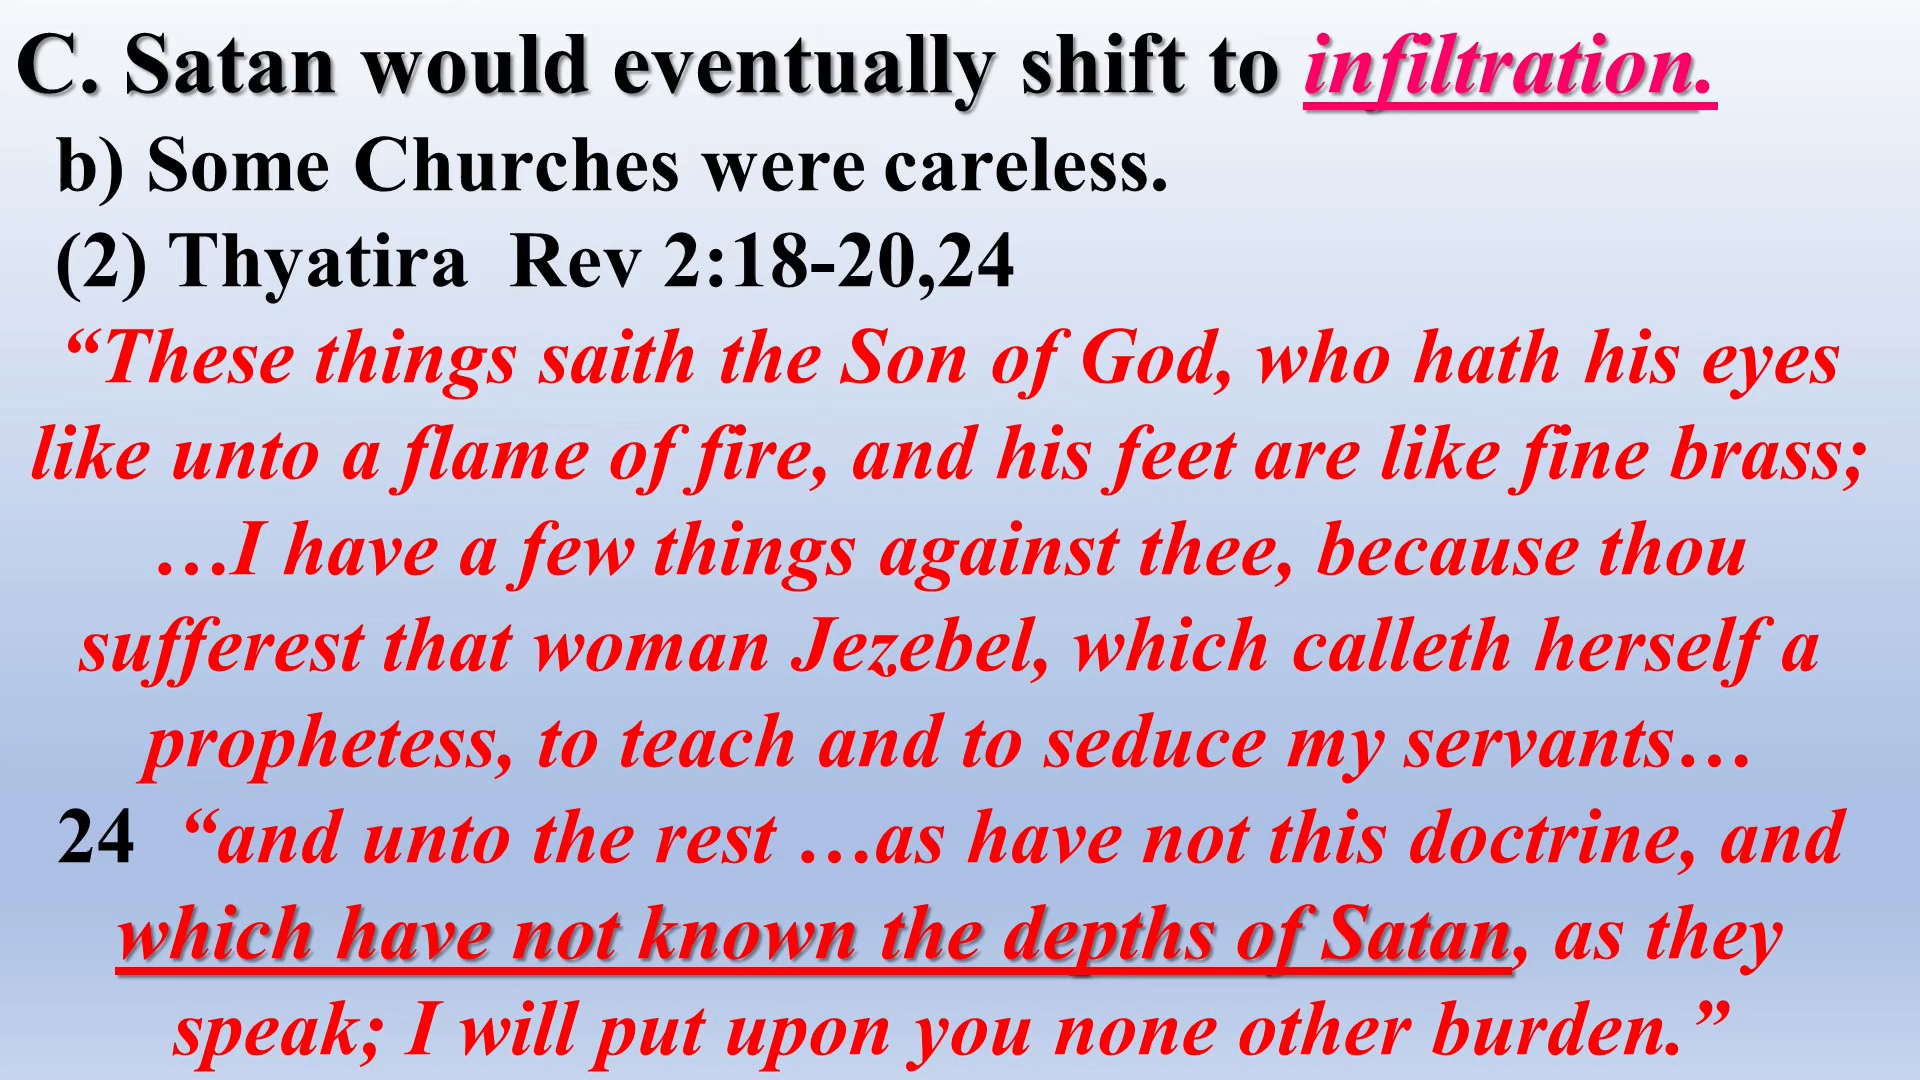 C. Satan would eventually shift to infiltration.
b) Some Churches were careless.
(2) Thyatira  Rev 2:18-20,24
“These things saith the Son of God, who hath his eyes
like unto a flame of fire, and his feet are like fine brass;
…I have a few things against thee, because thou
sufferest that woman Jezebel, which calleth herself a
prophetess, to teach and to seduce my servants…
24  “and unto the rest …as have not this doctrine, and
which have not known the depths of Satan, as they
speak; I will put upon you none other burden.”